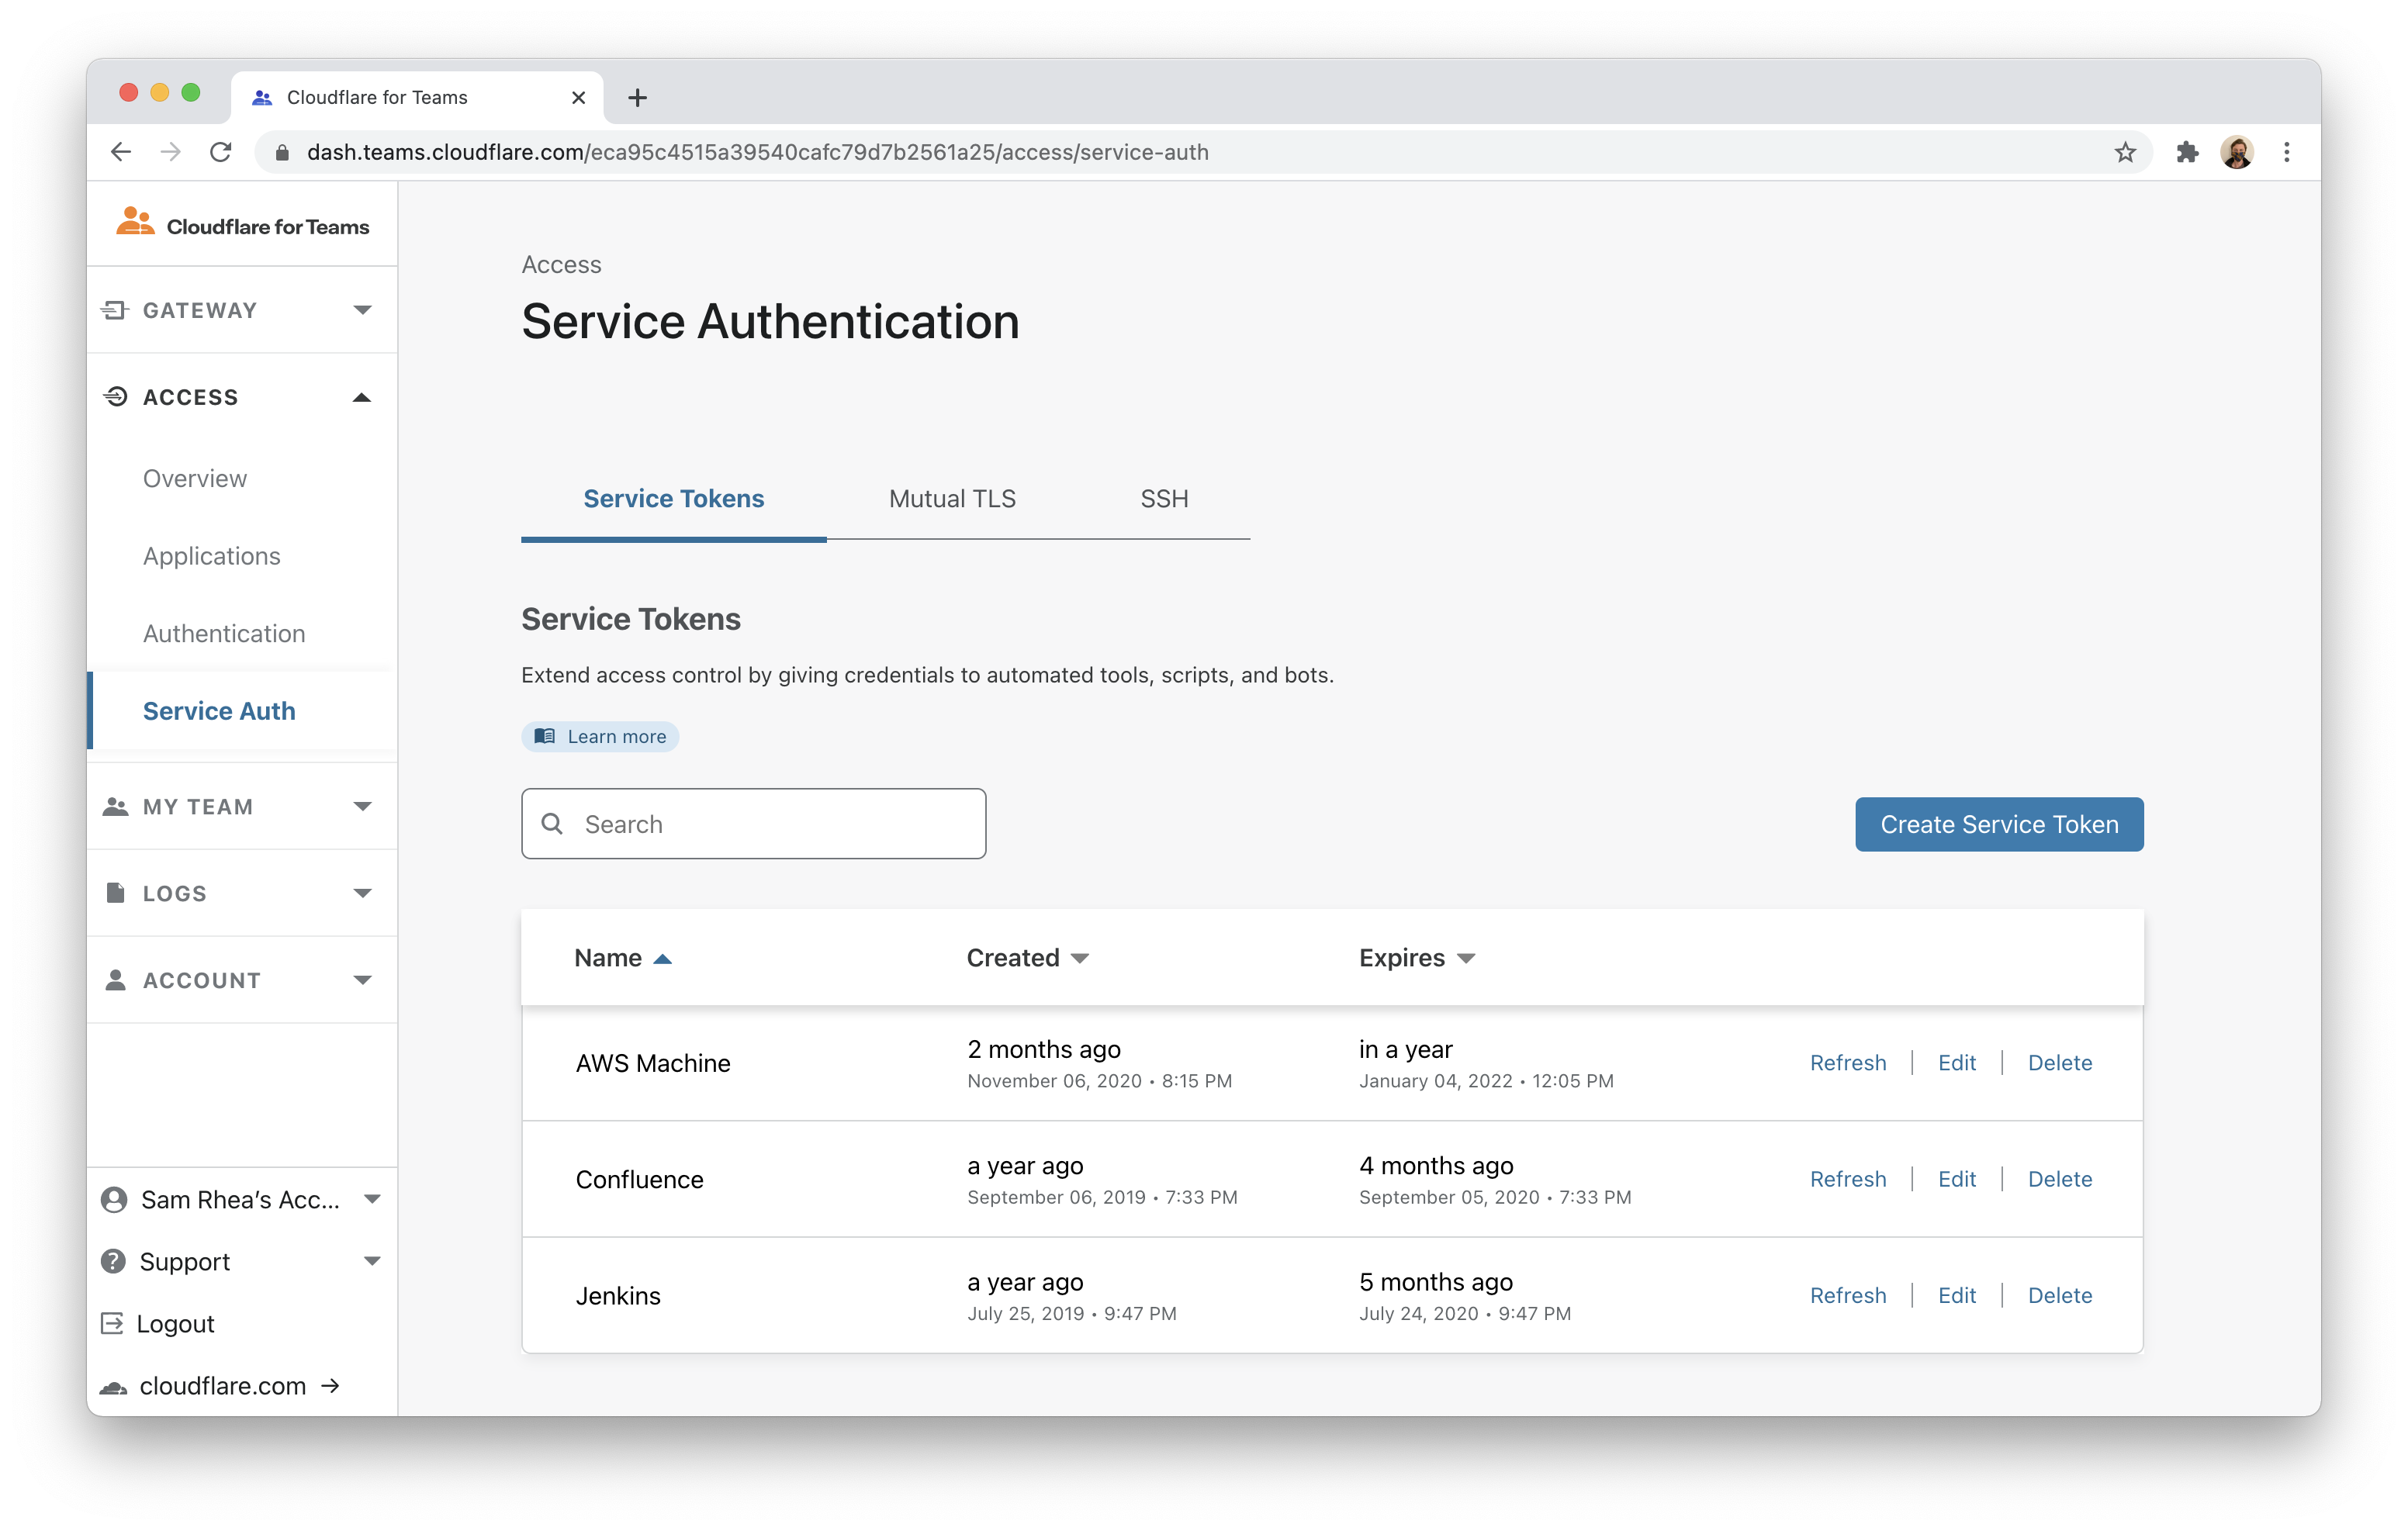 Cloudflare for Teams
dash.teams.cloudflare.com/eca95c4515a39540cafc79d7b2561a25/access/service-auth
Cloudflare for Teams
GATEWAY
ACCESS
Overview
Applications
Authentication
Service Auth
MY TEAM
LOGS
ACCOUNT
Sam Rhea’s Acc...
Support
Logout
cloudflare.com →
Access
Service Authentication
Service Tokens Mutual TLS SSH
Service Tokens
Extend access control by giving credentials to automated tools, scripts, and bots.
Learn more
Search
Create Service Token
Name Created Expires
AWS Machine 2 months ago in a year Refresh | Edit | Delete
November 06, 2020 • 8:15 PM January 04, 2022 • 12:05 PM
Confluence a year ago 4 months ago Refresh | Edit | Delete
September 06, 2019 • 7:33 PM September 05, 2020 • 7:33 PM
Jenkins a year ago 5 months ago Refresh | Edit | Delete
July 25, 2019 • 9:47 PM July 24, 2020 • 9:47 PM